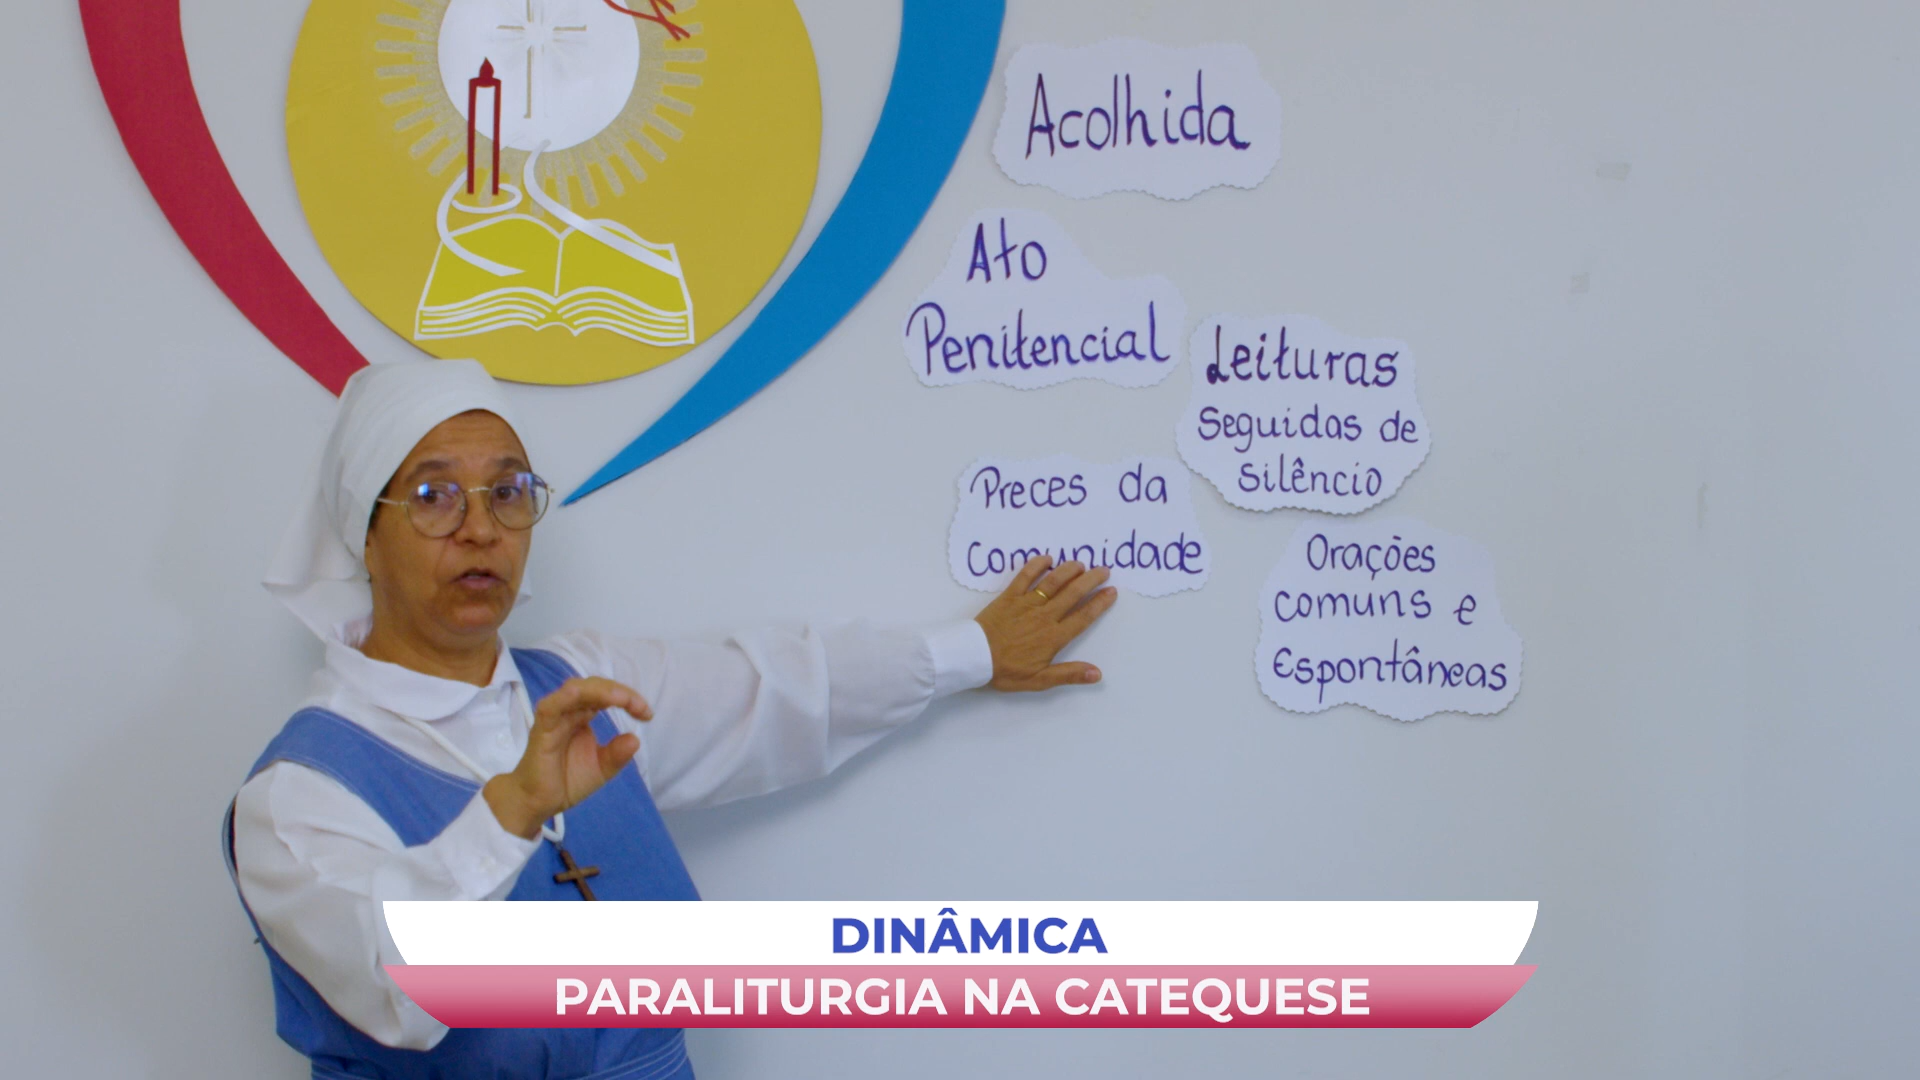 Acolhida
Ato
Penitencial
Leituras
Seguidas de
Silêncio
Preces da
Comunidade
Orações
comuns e
Espontâneas
DINÂMICA
PARALITURGIA NA CATEQUESE